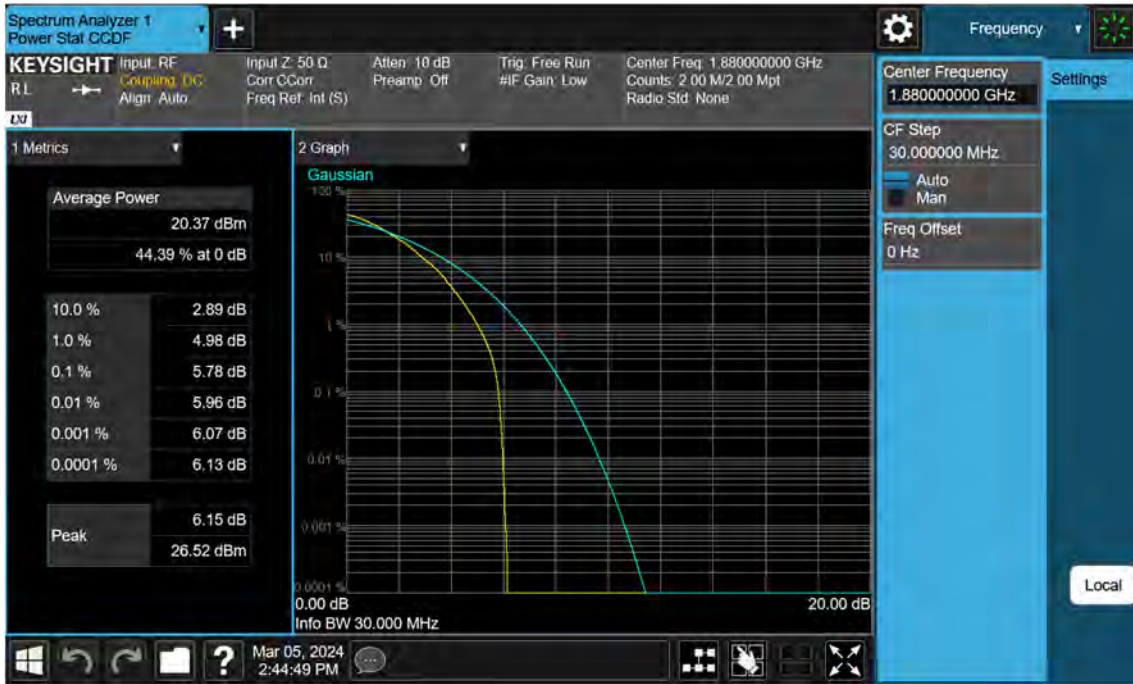 Spectrum Analyzer 1
Power Stat CCDF
+
Frequency
KEYSIGHT
Input: RF
Input Z: 50 Ω
Atten: 10 dB
Trig: Free Run
Center Freq: 1.880000000 GHz
RL
Coupling: DC
Corr CCorr
Preamp: Off
#IF Gain: Low
Counts: 2.00 M/2.00 Mpt
Align: Auto
Freq Ref: Int (S)
Radio Std: None
LXI
Center Frequency
1.880000000 GHz
Settings
CF Step
30.000000 MHz
Auto
Man
Freq Offset
0 Hz
1 Metrics
Average Power
20.37 dBm
44.39 % at 0 dB
10.0 % 2.89 dB
1.0 % 4.98 dB
0.1 % 5.78 dB
0.01 % 5.96 dB
0.001 % 6.07 dB
0.0001 % 6.13 dB
Peak
6.15 dB
26.52 dBm
2 Graph
Gaussian
100 %
10 %
1 %
0.1 %
0.01 %
0.001 %
0.0001 %
0.00 dB
20.00 dB
Info BW 30.000 MHz
Local
?
Mar 05, 2024
2:44:49 PM